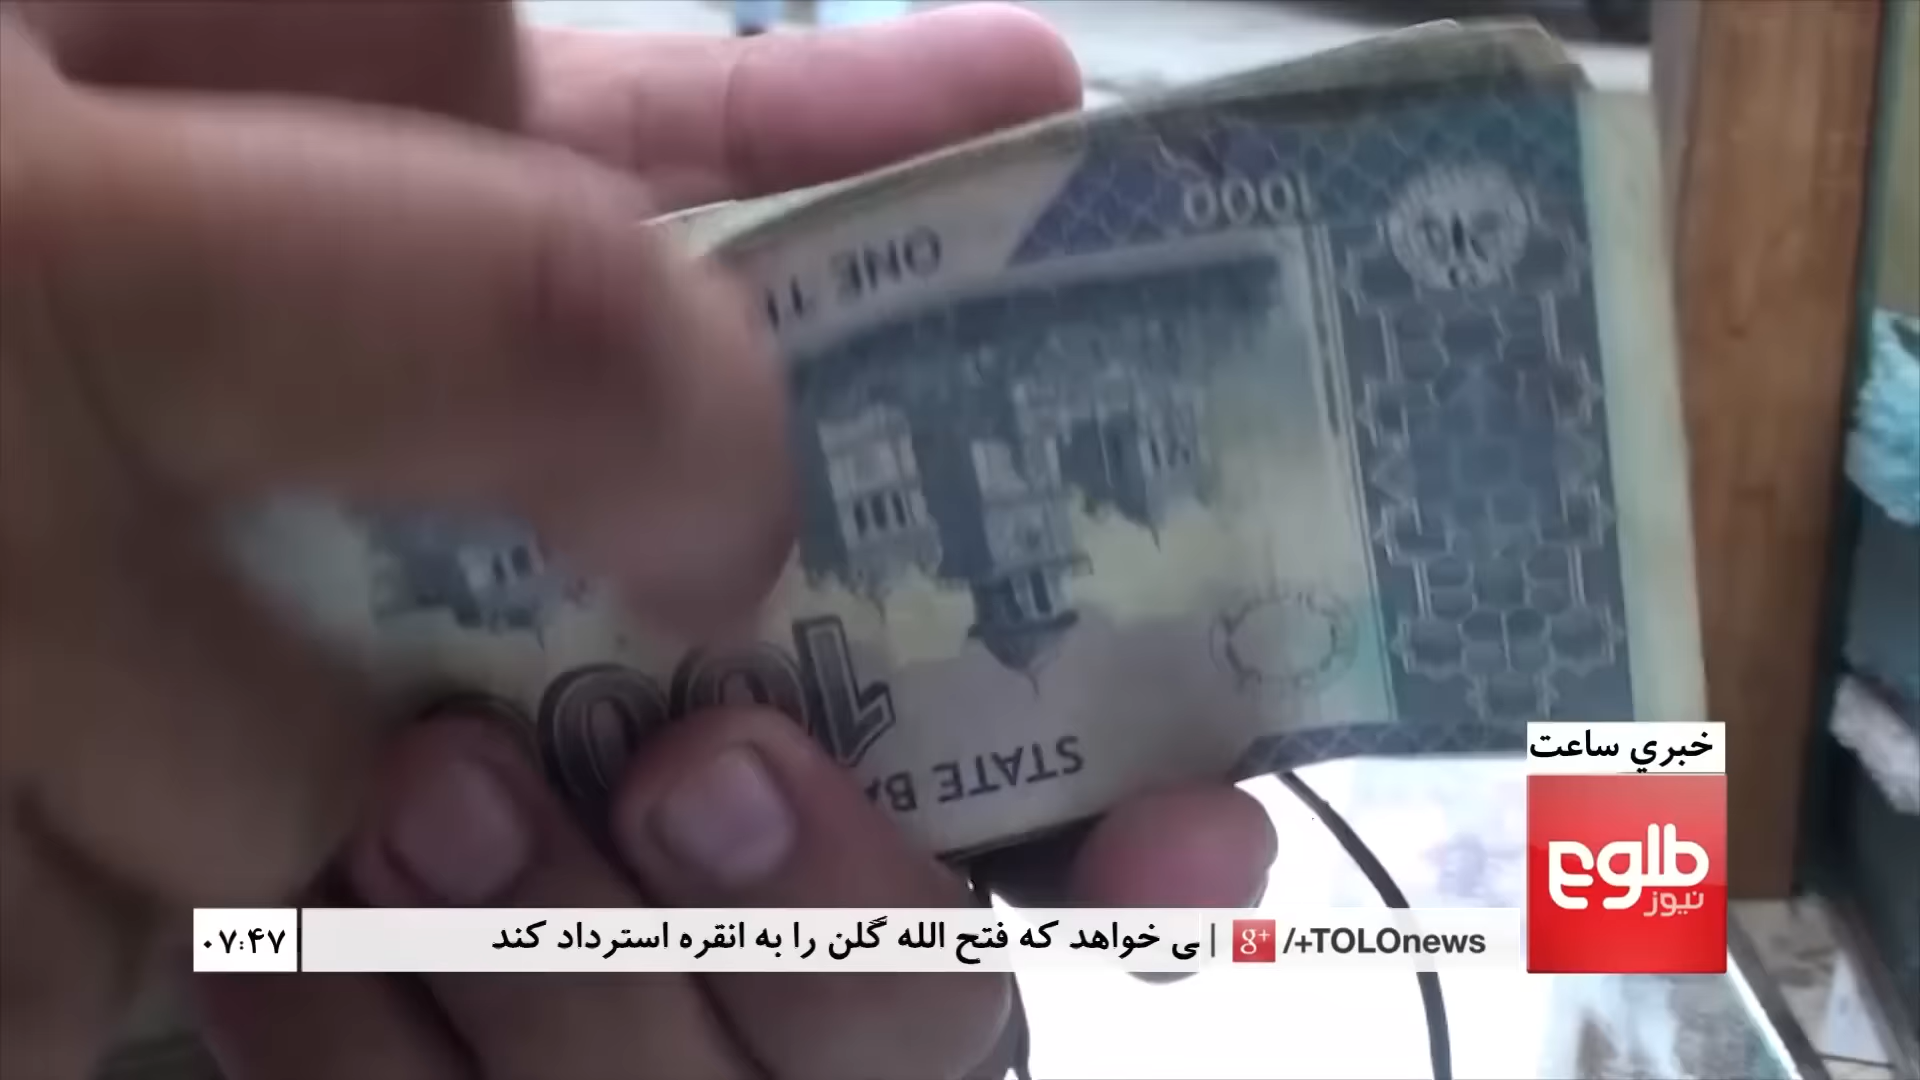 1000
ONE
100
STATE
خبري ساعت
طلوع
نیوز
۰۷:۴۷
ی خواهد که فتح الله گلن را به انقره استرداد کند | g+ /+TOLOnews